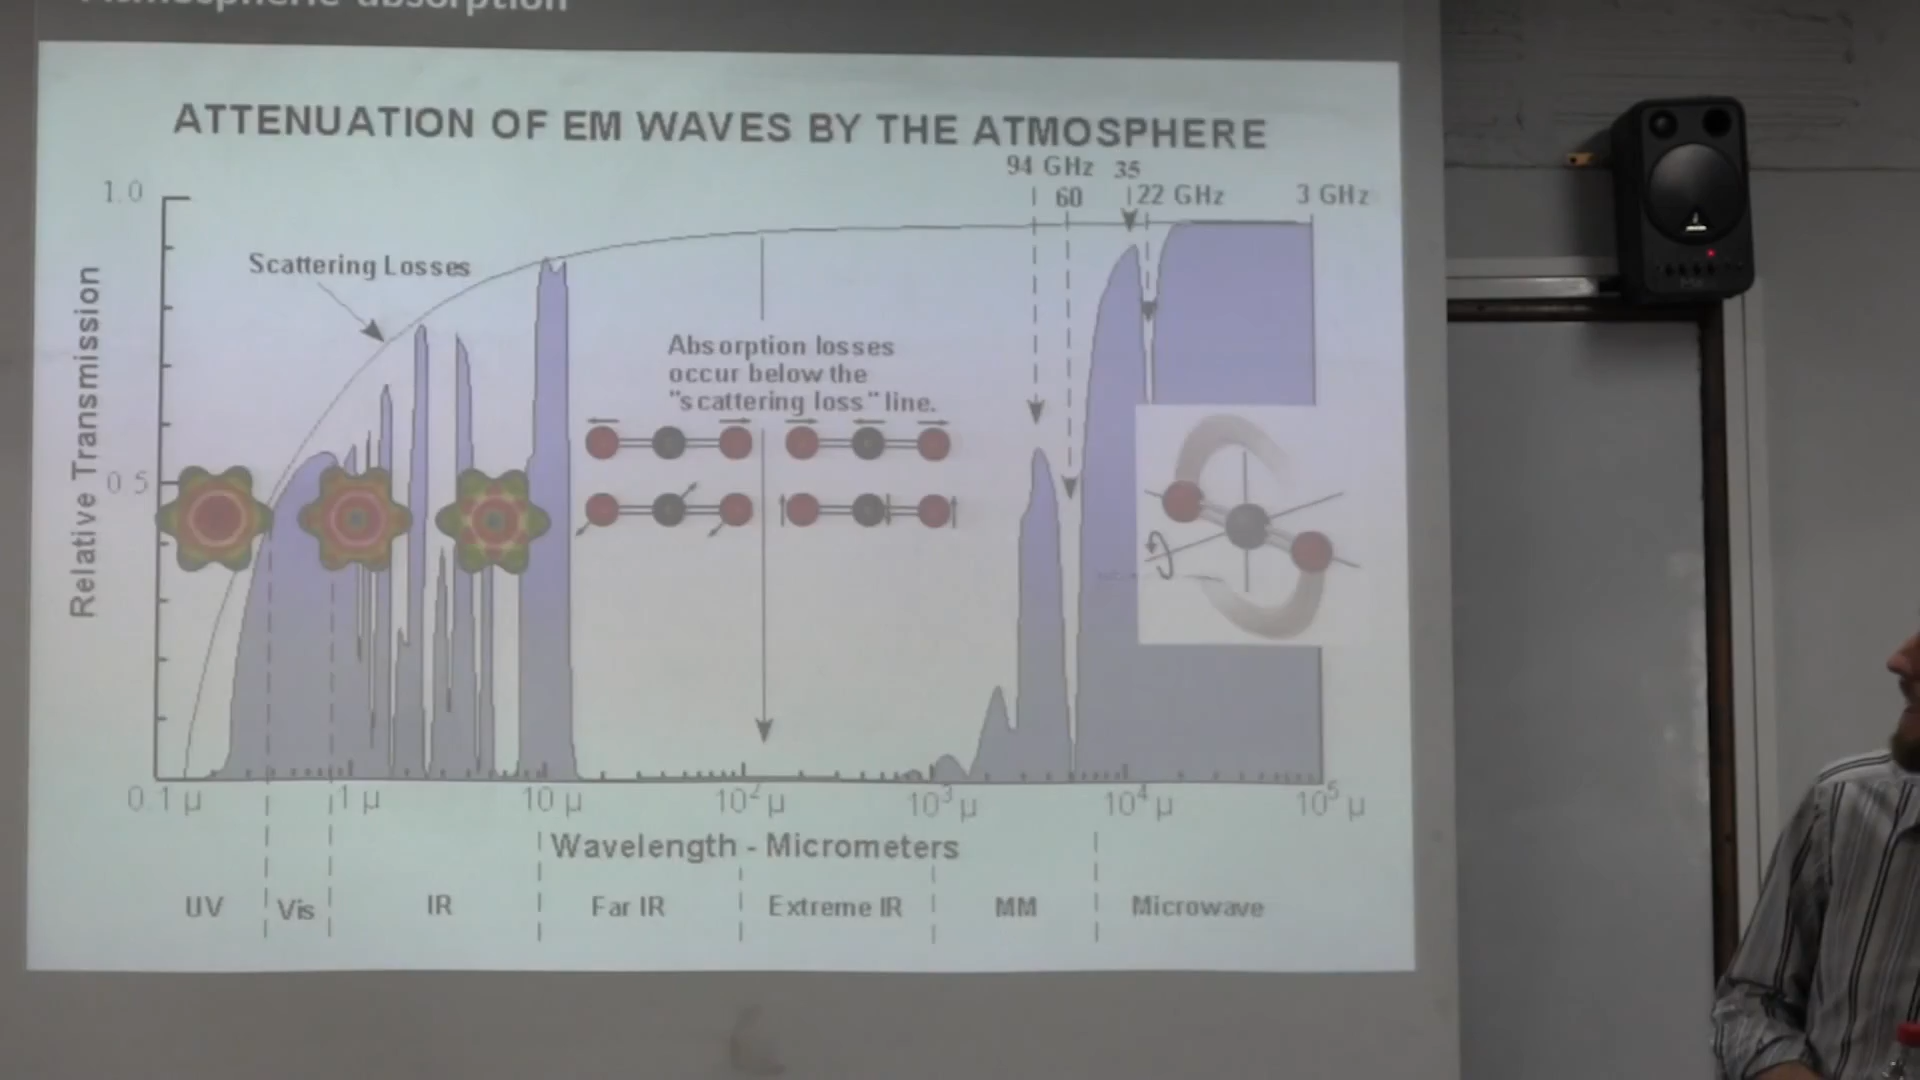 Atmospheric absorption
ATTENUATION OF EM WAVES BY THE ATMOSPHERE
94 GHz 35
60 22 GHz 3 GHz
1.0
Scattering Losses
Relative Transmission
Absorption losses
occur below the
"scattering loss" line.
0 5
0 1 μ 1 μ 10 μ 10² μ 10³ μ 10⁴ μ 10⁵ μ
Wavelength - Micrometers
UV Vis IR Far IR Extreme IR MM Microwave